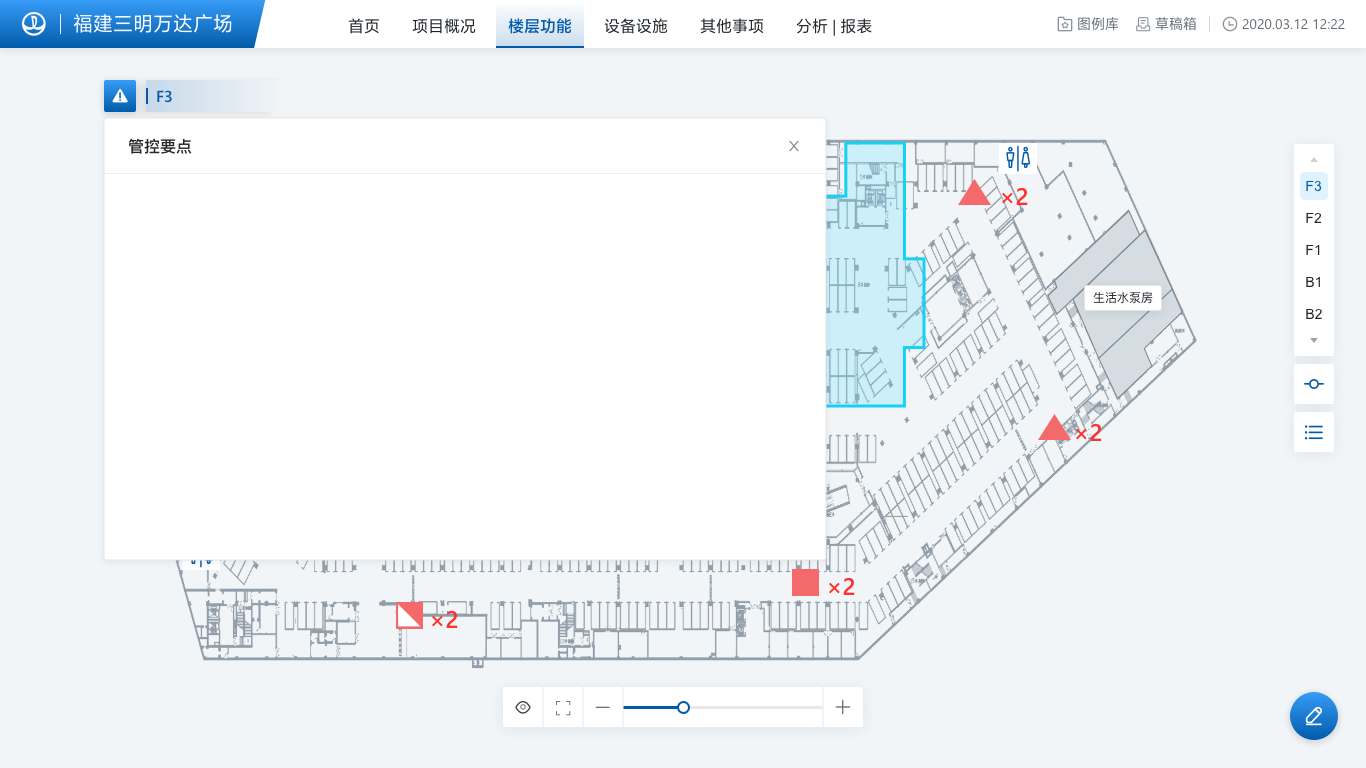 福建三明万达广场
首页 项目概况 楼层功能 设备设施 其他事项 分析 | 报表
图例库 草稿箱 2020.03.12 12:22
F3
管控要点
×2
F3
F2
F1
B1
B2
生活水泵房
×2
×2
×2